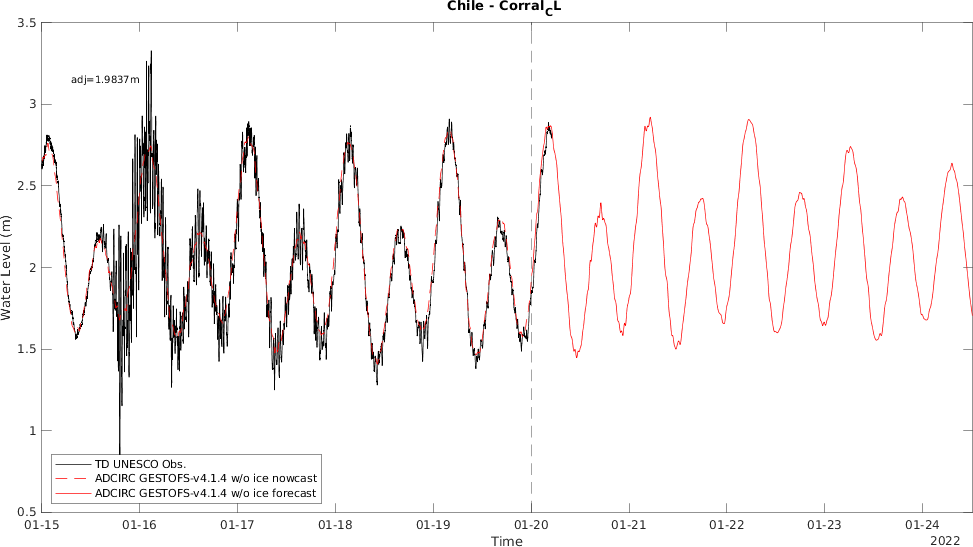 Chile - Corral_CL
3.5
3
2.5
2
1.5
1
0.5
Water Level (m)
adj=1.9837m
TD UNESCO Obs.
ADCIRC GESTOFS-v4.1.4 w/o ice nowcast
ADCIRC GESTOFS-v4.1.4 w/o ice forecast
01-15 01-16 01-17 01-18 01-19 01-20 01-21 01-22 01-23 01-24
Time
2022